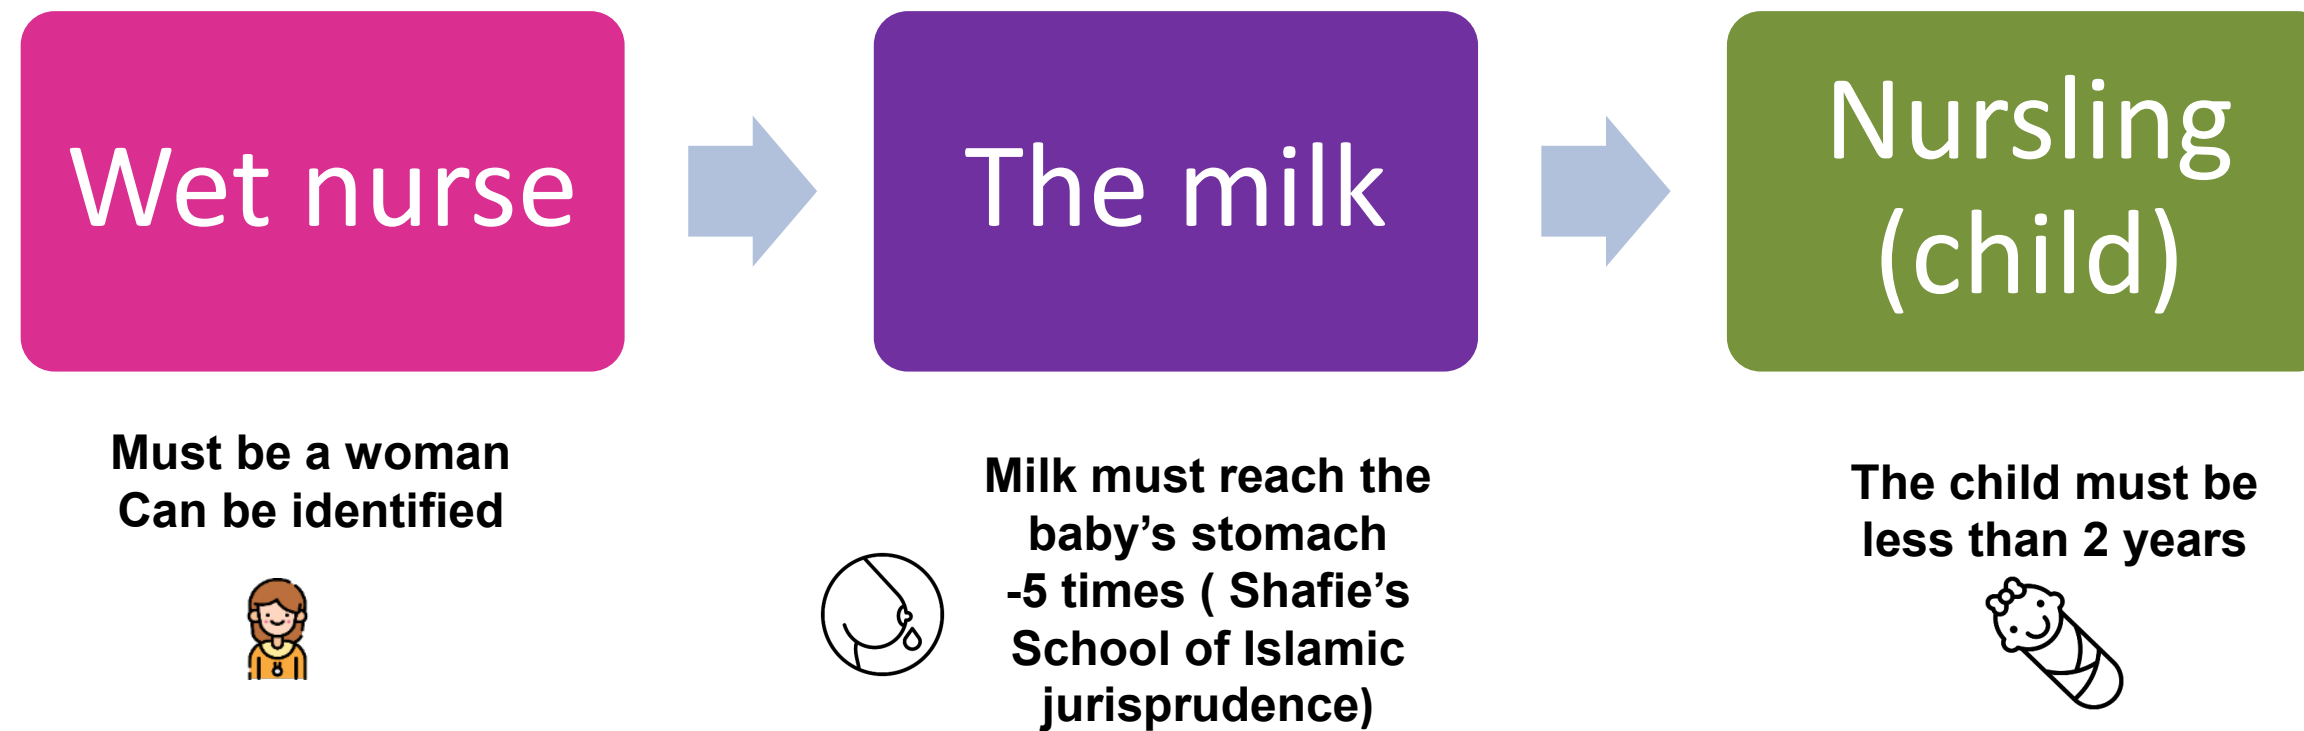 Wet nurse
The milk
Nursling
(child)
Must be a woman
Can be identified
Milk must reach the
baby’s stomach
-5 times ( Shafie’s
School of Islamic
jurisprudence)
The child must be
less than 2 years